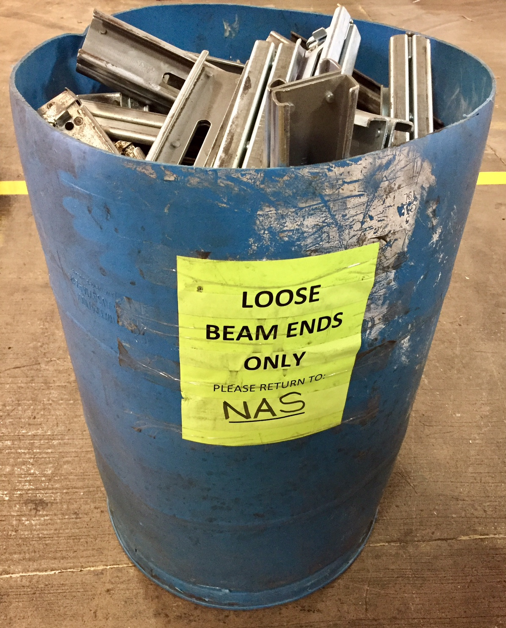 LOOSE
BEAM ENDS
ONLY
PLEASE RETURN TO:
NAS